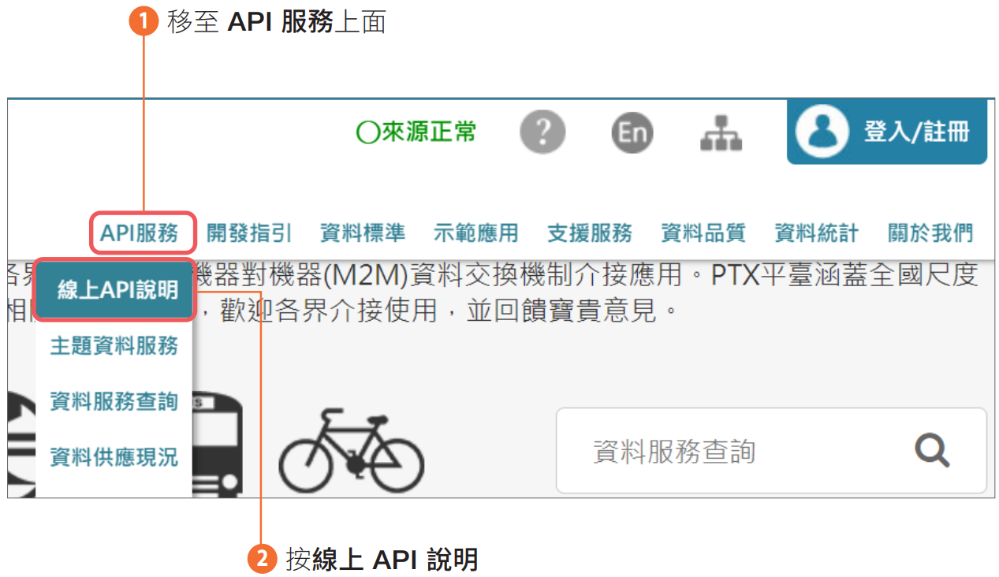 1 移至 API 服務上面
〇來源正常 ? En 登入/註冊
API服務 開發指引 資料標準 示範應用 支援服務 資料品質 資料統計 關於我們
機器對機器(M2M)資料交換機制介接應用。PTX平臺涵蓋全國尺度
線上API說明
,歡迎各界介接使用,並回饋寶貴意見。
主題資料服務
資料服務查詢
資料供應現況
資料服務查詢
2 按線上 API 說明